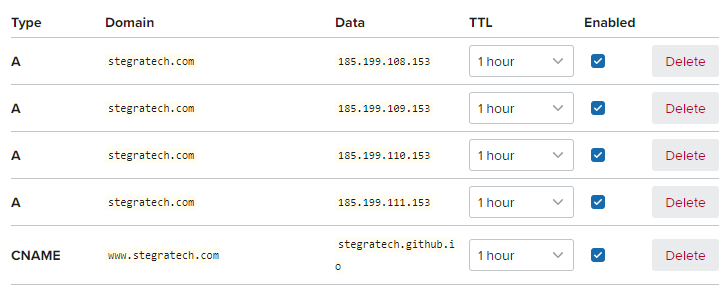 Type Domain Data TTL Enabled
A stegratech.com 185.199.108.153 1 hour Delete
A stegratech.com 185.199.109.153 1 hour Delete
A stegratech.com 185.199.110.153 1 hour Delete
A stegratech.com 185.199.111.153 1 hour Delete
CNAME www.stegratech.com stegratech.github.i 1 hour Delete
o